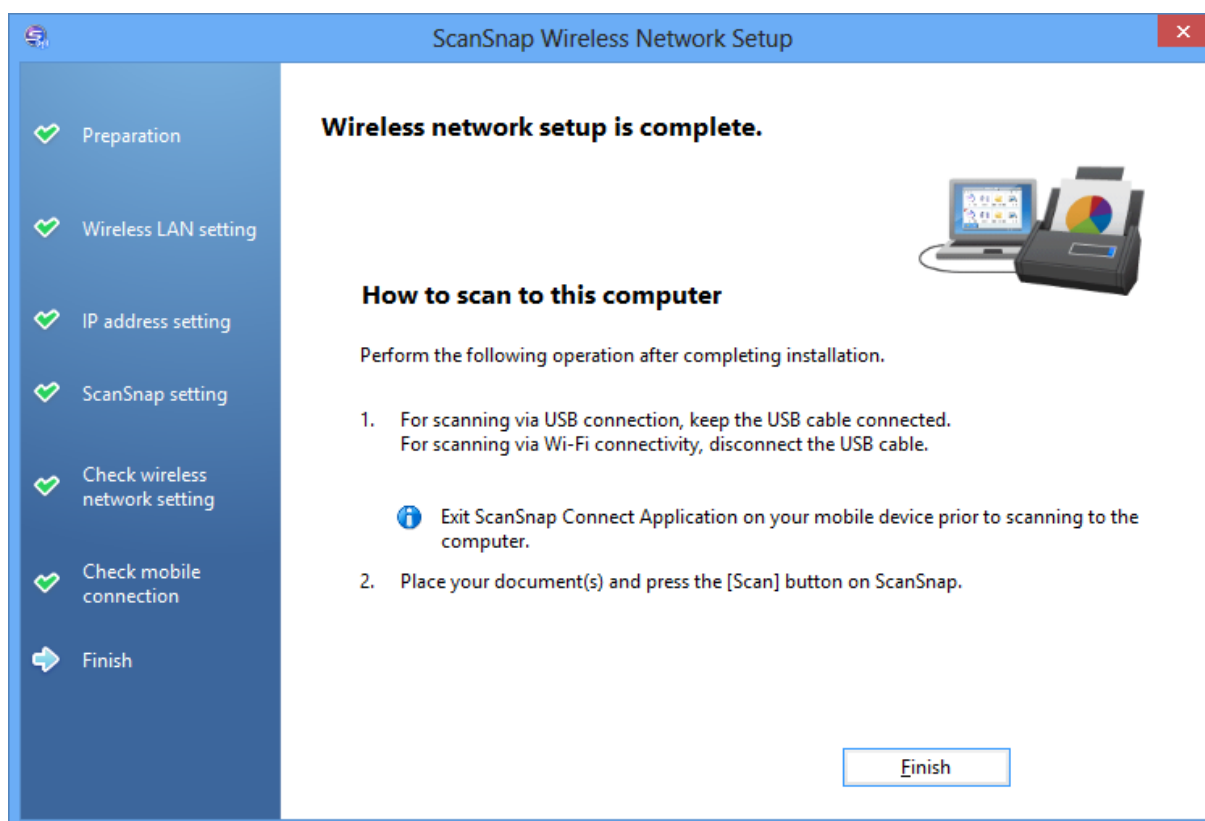 ScanSnap Wireless Network Setup
Preparation
Wireless LAN setting
IP address setting
ScanSnap setting
Check wireless
network setting
Check mobile
connection
Finish
Wireless network setup is complete.
How to scan to this computer
Perform the following operation after completing installation.
1. For scanning via USB connection, keep the USB cable connected.
For scanning via Wi-Fi connectivity, disconnect the USB cable.
Exit ScanSnap Connect Application on your mobile device prior to scanning to the
computer.
2. Place your document(s) and press the [Scan] button on ScanSnap.
Finish